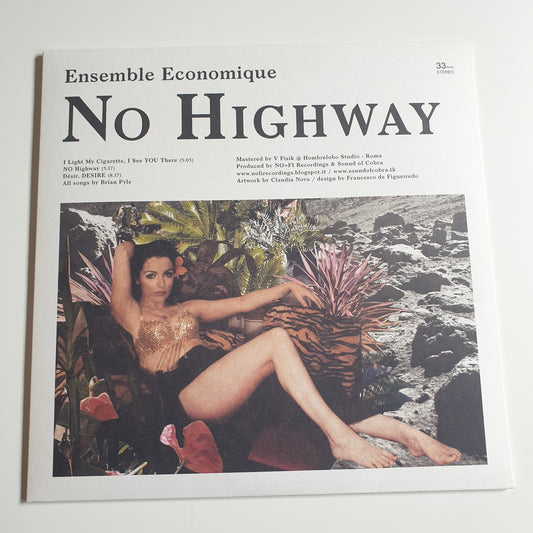 33RPM
STEREO
Ensemble Economique
NO HIGHWAY
I Light My Cigarette, I See YOU There (5.03)
NO Highway (5.17)
Désir, DESIRE (8.17)
All songs by Brian Pyle
Mastered by V Fisik @ Hombrelobo Studio - Roma
Produced by NO=FI Recordings & Sound of Cobra
www.nofirecordings.blogspot.it / www.soundofcobra.tk
Artwork by Claudia Nova / design by Francesco de Figueiredo